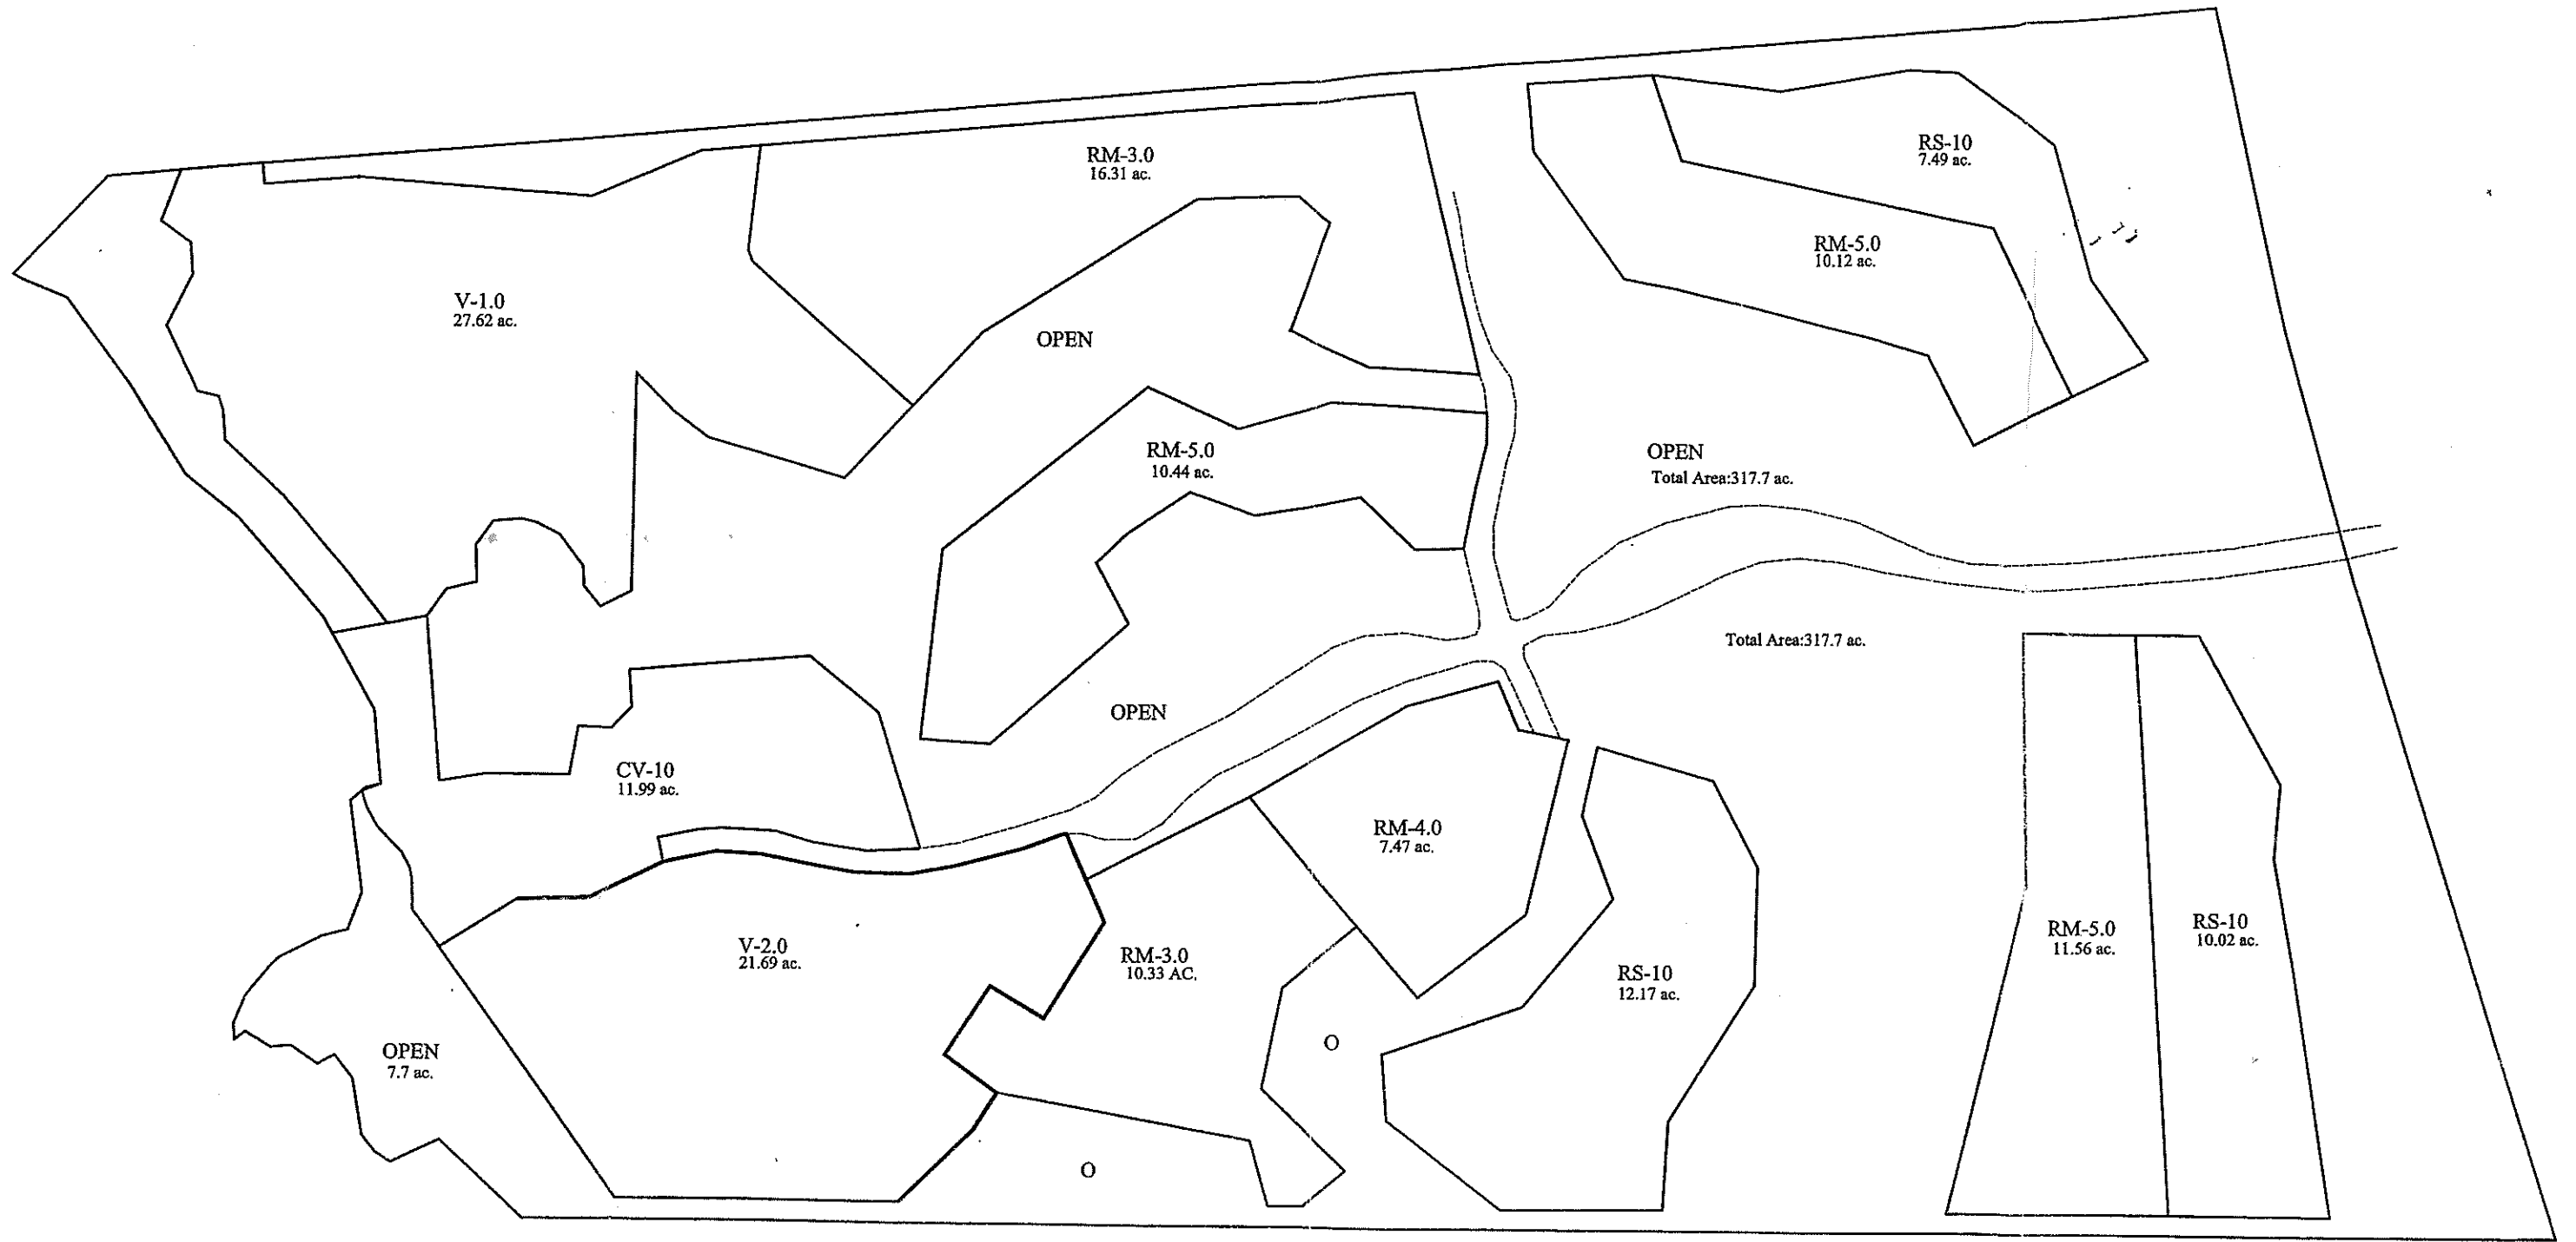 RM-3.0
16.31 ac.
RS-10
7.49 ac.
RM-5.0
10.12 ac.
V-1.0
27.62 ac.
OPEN
RM-5.0
10.44 ac.
OPEN
Total Area:317.7 ac.
Total Area:317.7 ac.
OPEN
CV-10
11.99 ac.
RM-4.0
7.47 ac.
V-2.0
21.69 ac.
RM-3.0
10.33 AC.
RS-10
12.17 ac.
RM-5.0
11.56 ac.
RS-10
10.02 ac.
OPEN
7.7 ac.
O
O